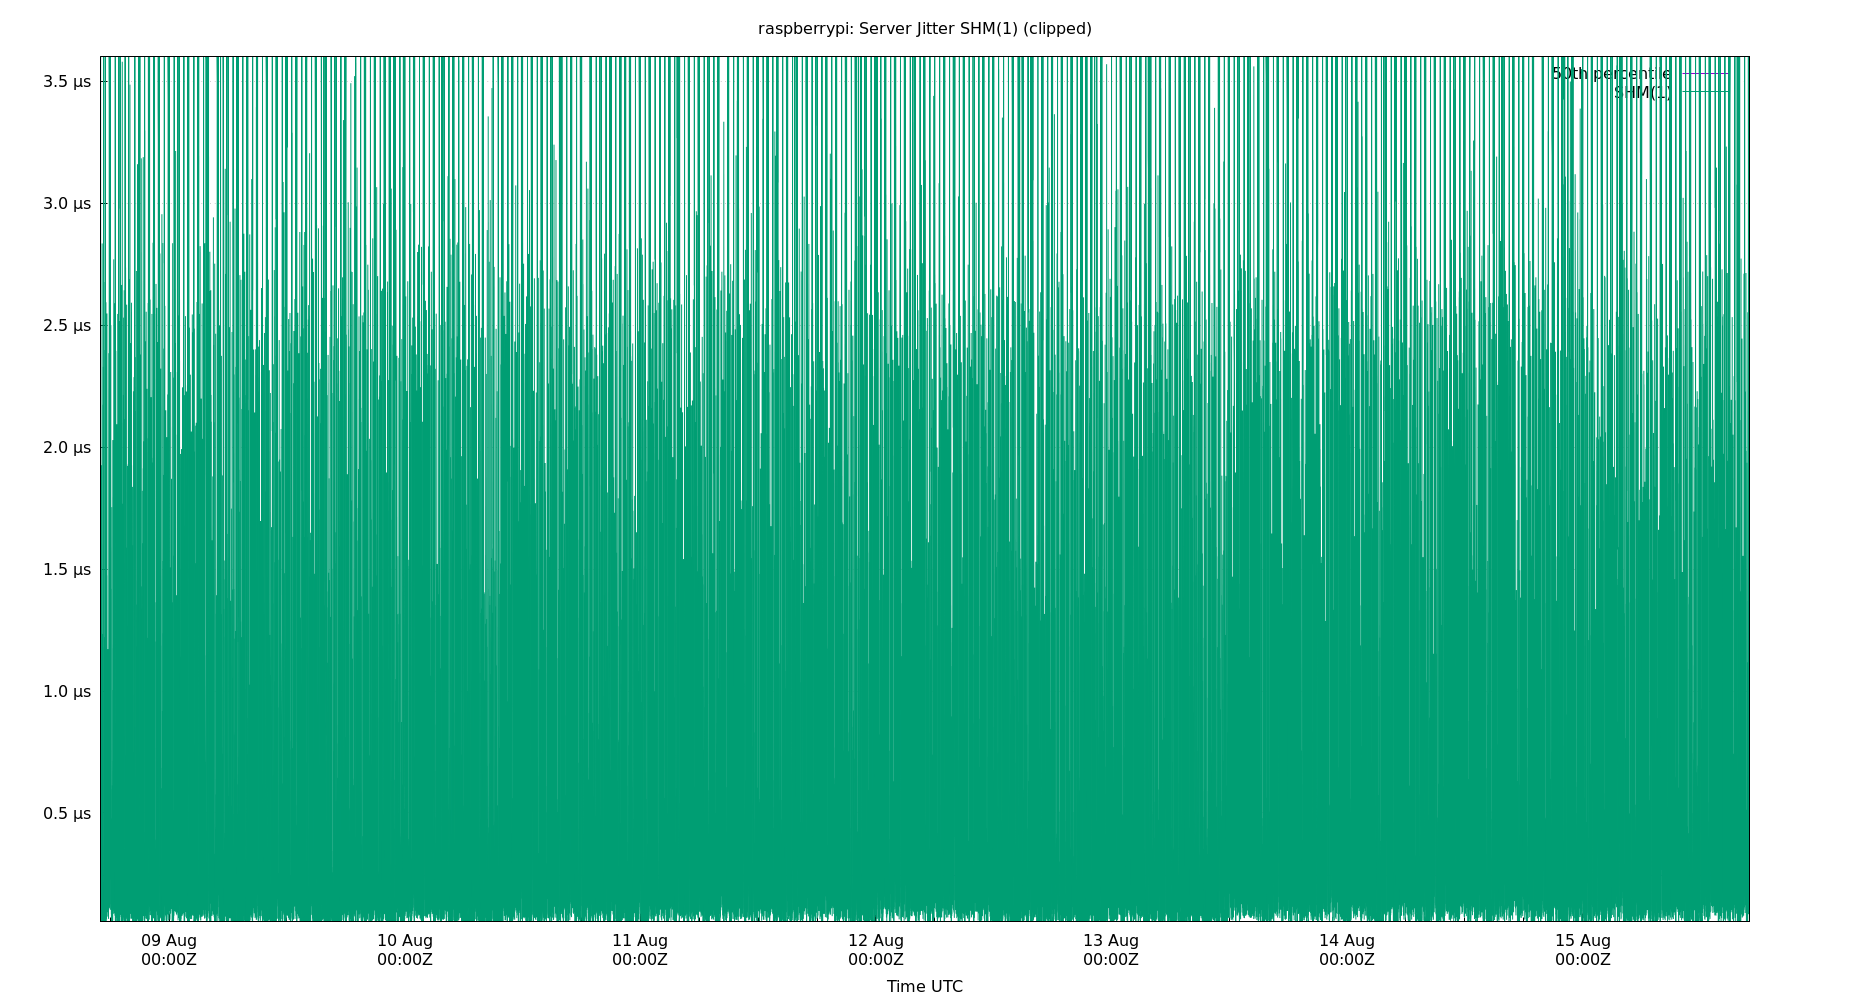 raspberrypi: Server Jitter SHM(1) (clipped)
3.5 µs
50th percentile
SHM(1)
3.0 µs
2.5 µs
2.0 µs
1.5 µs
1.0 µs
0.5 µs
09 Aug 10 Aug 11 Aug 12 Aug 13 Aug 14 Aug 15 Aug
00:00Z 00:00Z 00:00Z 00:00Z 00:00Z 00:00Z 00:00Z
Time UTC